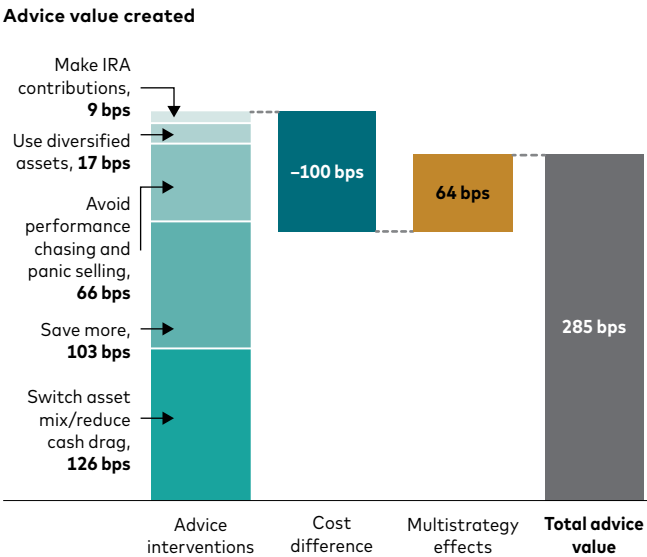 Advice value created
Make IRA
contributions,
9 bps
Use diversified
assets, 17 bps
Avoid
performance
chasing and
panic selling,
66 bps
Save more,
103 bps
Switch asset
mix/reduce
cash drag,
126 bps
–100 bps
64 bps
285 bps
Advice
interventions
Cost
difference
Multistrategy
effects
Total advice
value